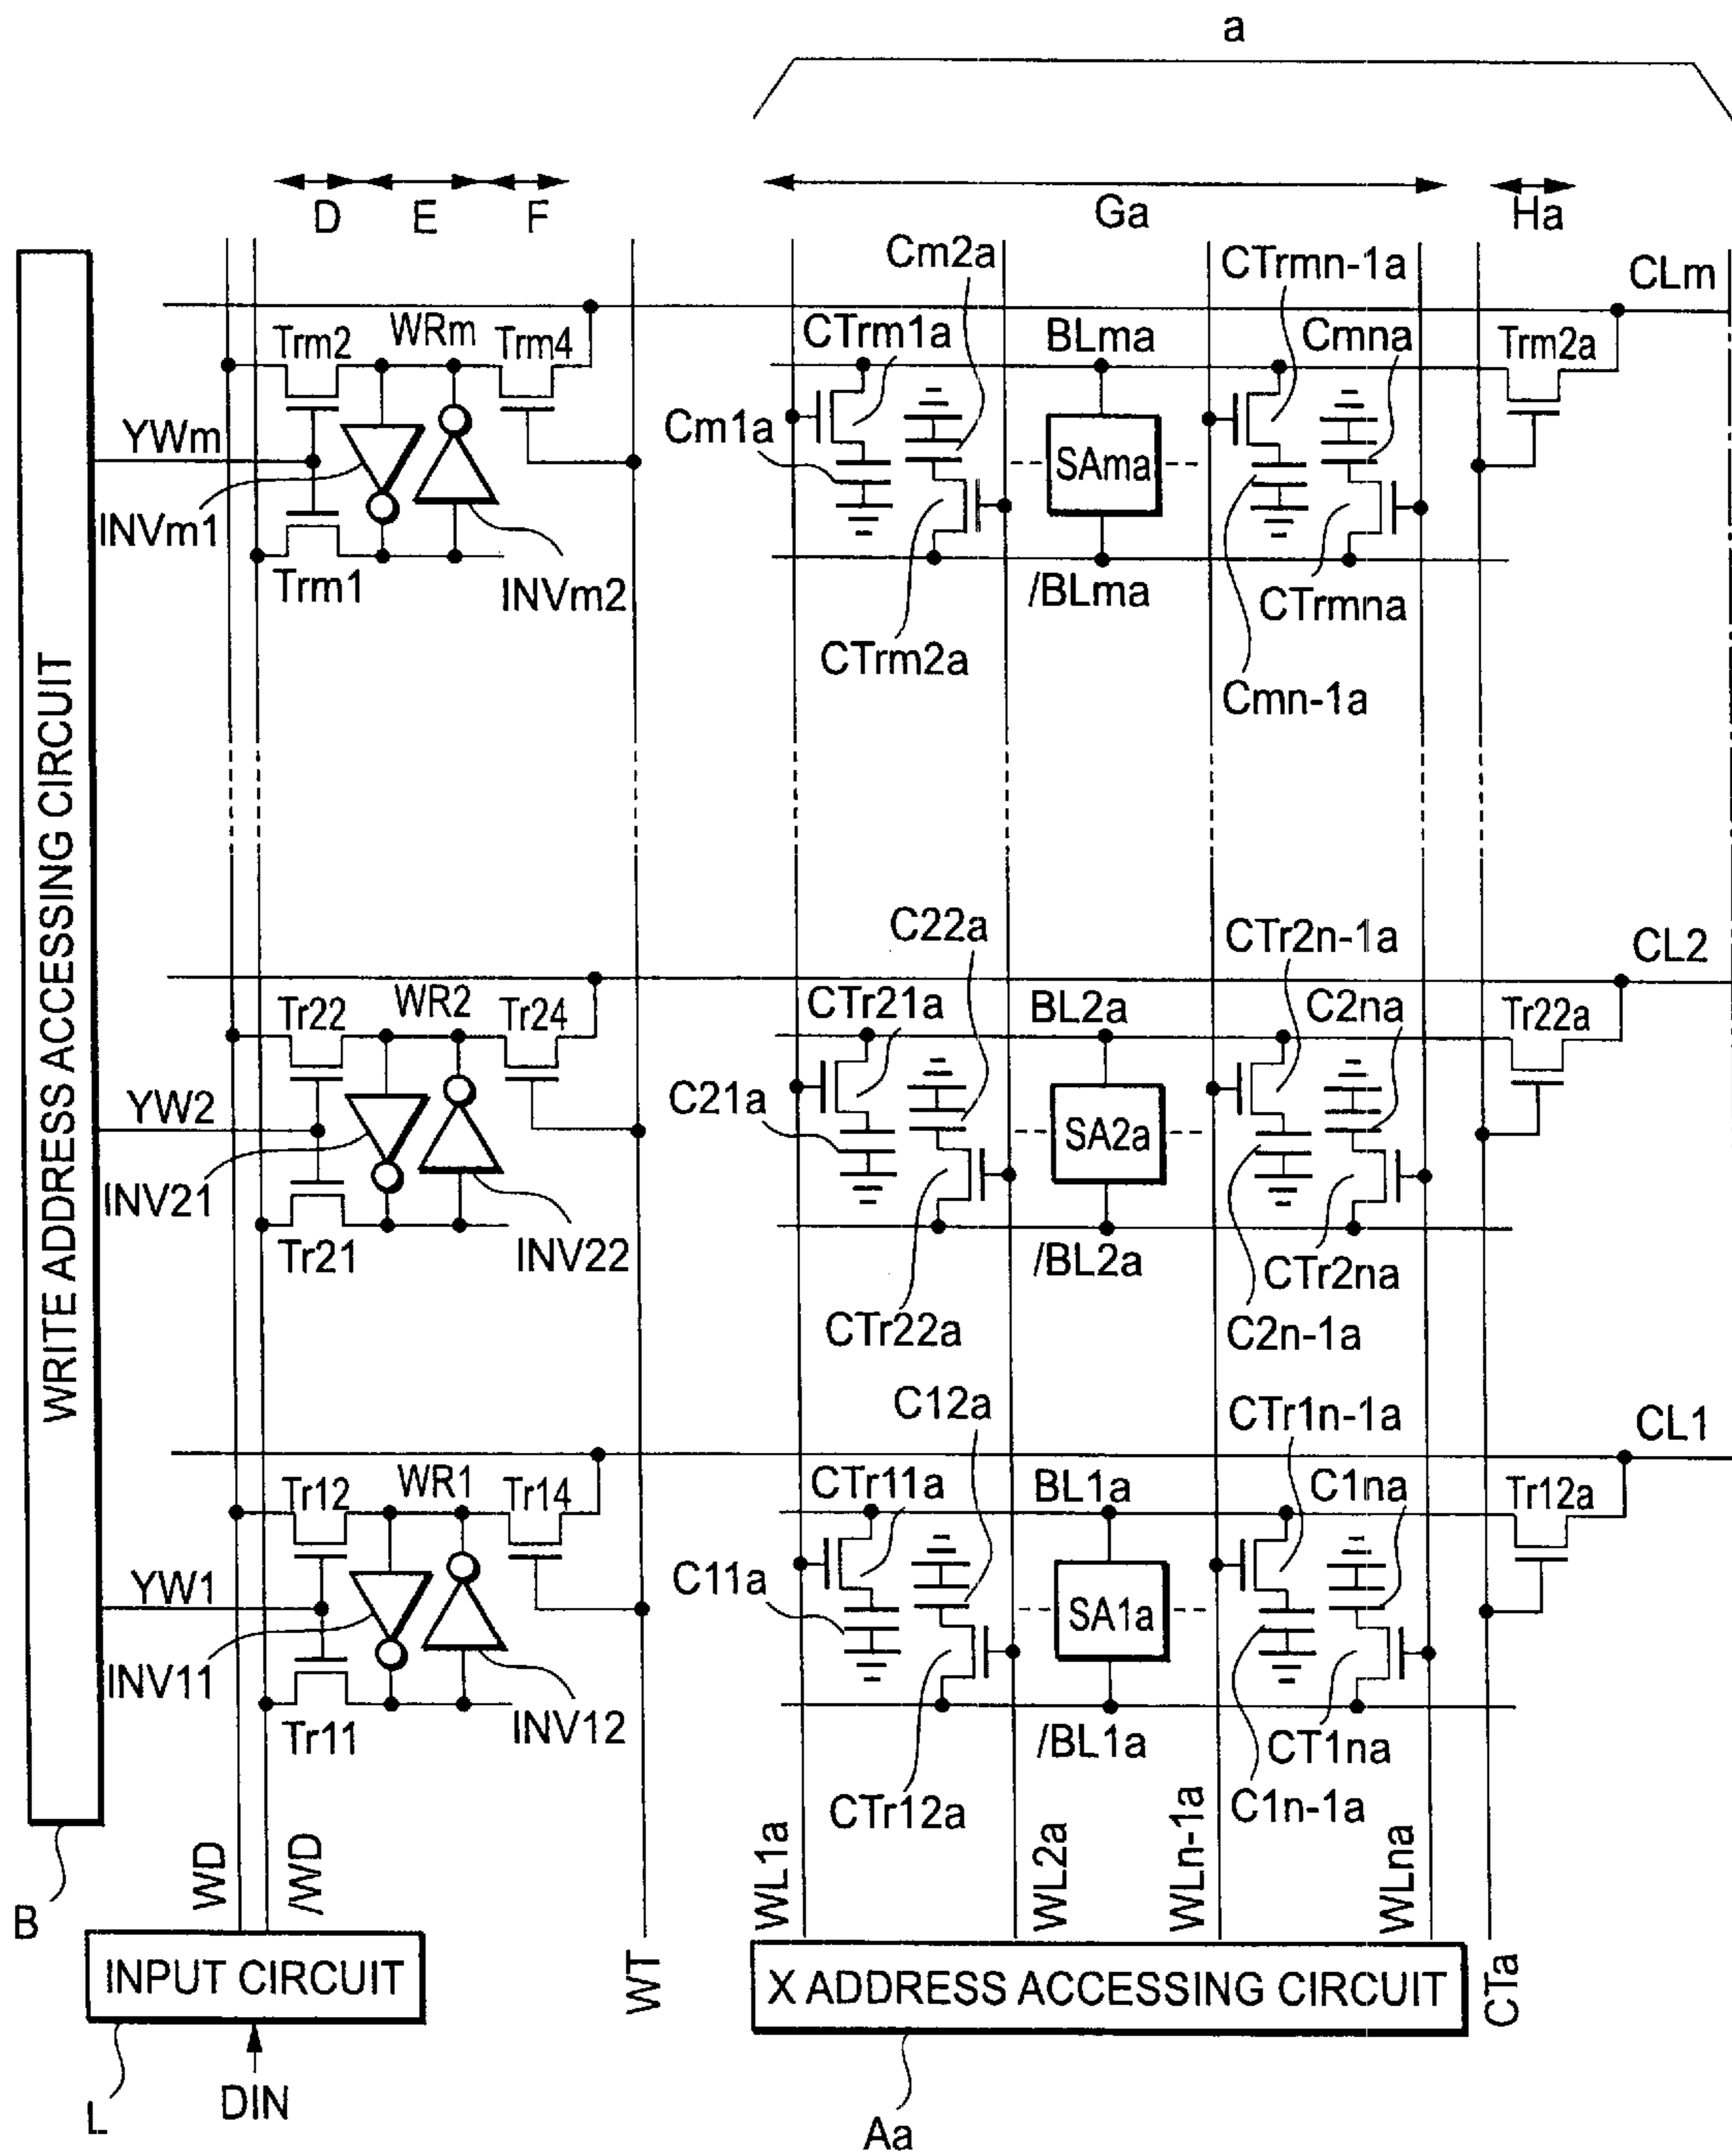 a
D E F Ga Ha
Cm2a CTrmn-1a CLm
Trm2 WRm Trm4 CTrm1a BLma Cmna Trm2a
YWm Cm1a SAma
INVm1
Trm1 INVm2 /BLma CTrmna
CTrm2a Cmn-1a
WRITE ADDRESS ACCESSING CIRCUIT
C22a CTr2n-1a CL2
Tr22 WR2 Tr24 CTr21a BL2a C2na Tr22a
YW2 C21a SA2a
INV21
Tr21 INV22 /BL2a CTr2na
CTr22a C2n-1a
C12a CTr1n-1a CL1
Tr12 WR1 Tr14 CTr11a BL1a C1na Tr12a
YW1 C11a SA1a
INV11
Tr11 INV12 /BL1a CT1na
CTr12a C1n-1a
B WD /WD WT WL1a WL2a WLn-1a WLna CTa
INPUT CIRCUIT X ADDRESS ACCESSING CIRCUIT
L DIN Aa